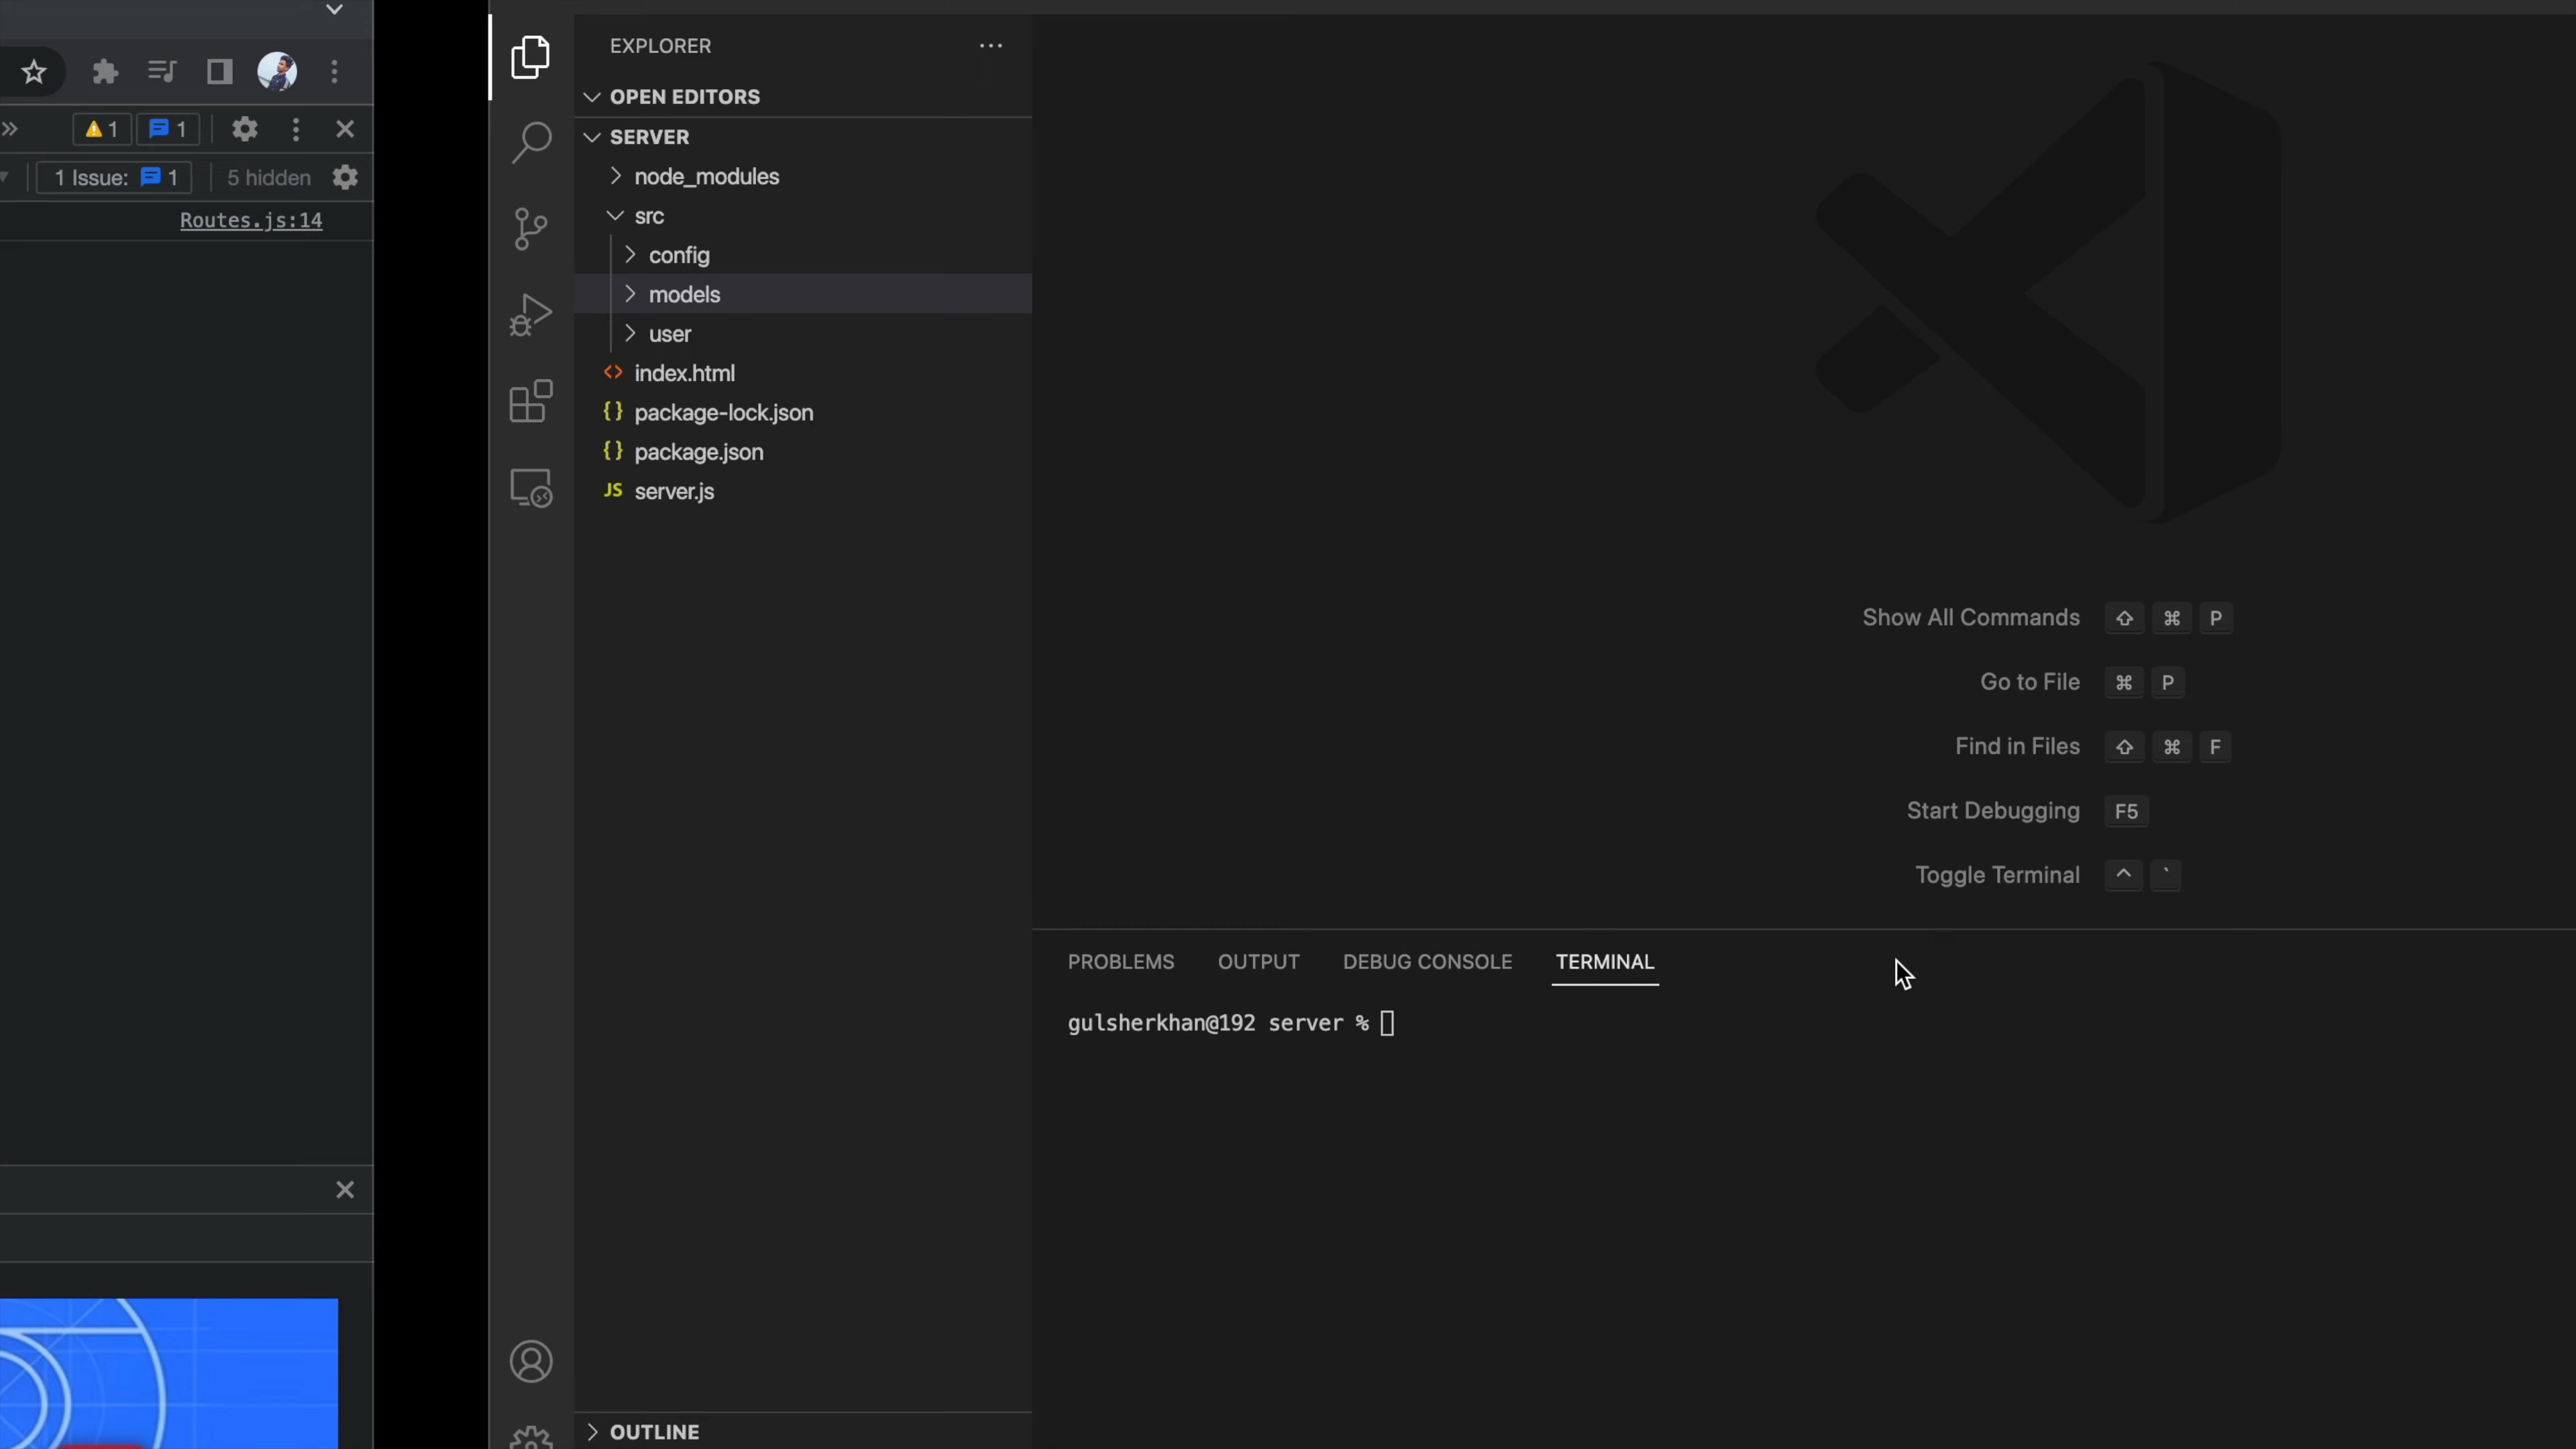 1 1
1 Issue: 1 5 hidden
Routes.js:14
EXPLORER
OPEN EDITORS
SERVER
node_modules
src
config
models
user
<> index.html
{} package-lock.json
{} package.json
JS server.js
OUTLINE
Show All Commands ⇧ ⌘ P
Go to File ⌘ P
Find in Files ⇧ ⌘ F
Start Debugging F5
Toggle Terminal ^ `
PROBLEMS OUTPUT DEBUG CONSOLE TERMINAL
gulsherkhan@192 server %